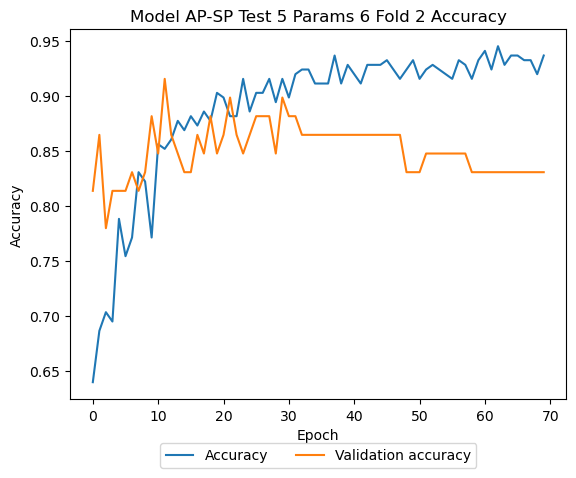 Model AP-SP Test 5 Params 6 Fold 2 Accuracy
Accuracy
0.95
0.90
0.85
0.80
0.75
0.70
0.65
0 10 20 30 40 50 60 70
Epoch
Accuracy Validation accuracy